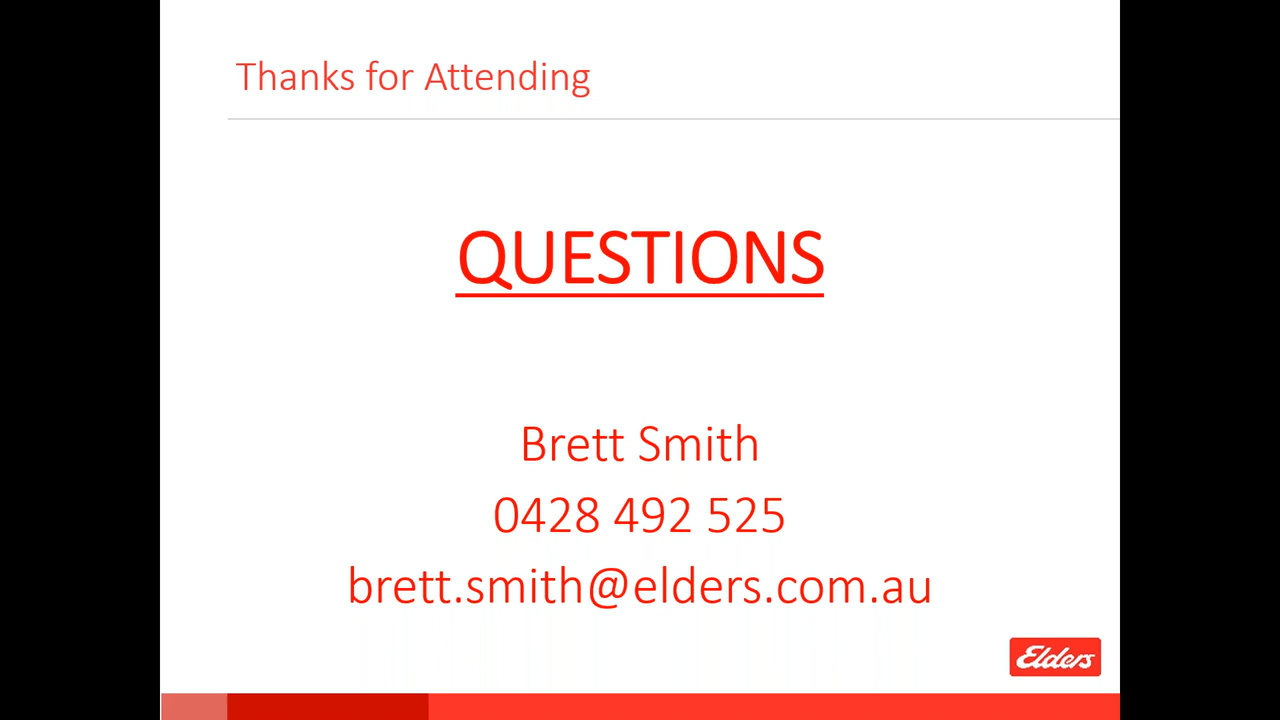 Thanks for Attending
QUESTIONS
Brett Smith
0428 492 525
brett.smith@elders.com.au
Elders